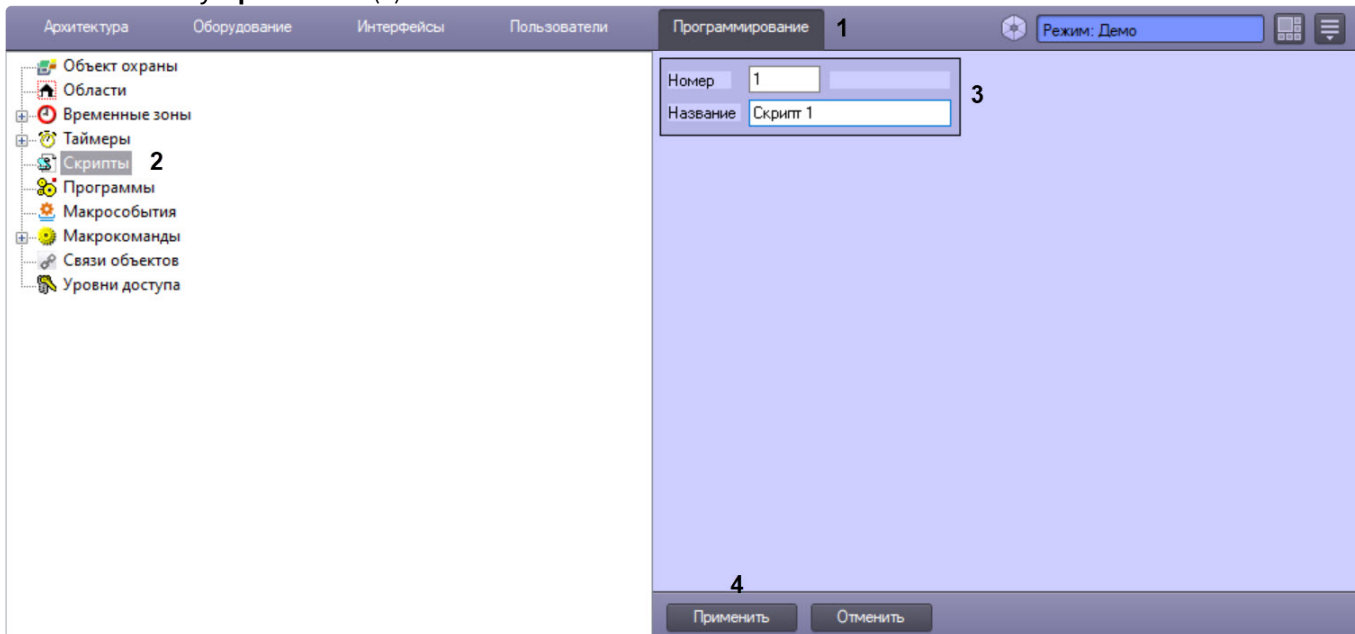 Архитектура Оборудование Интерфейсы Пользователи Программирование 1 Режим: Демо
Объект охраны
Области
Временные зоны
Таймеры
Скрипты 2
Программы
Макрособытия
Макрокоманды
Связи объектов
Уровни доступа
Номер 1
Название Скрипт 1
3
4
Применить Отменить